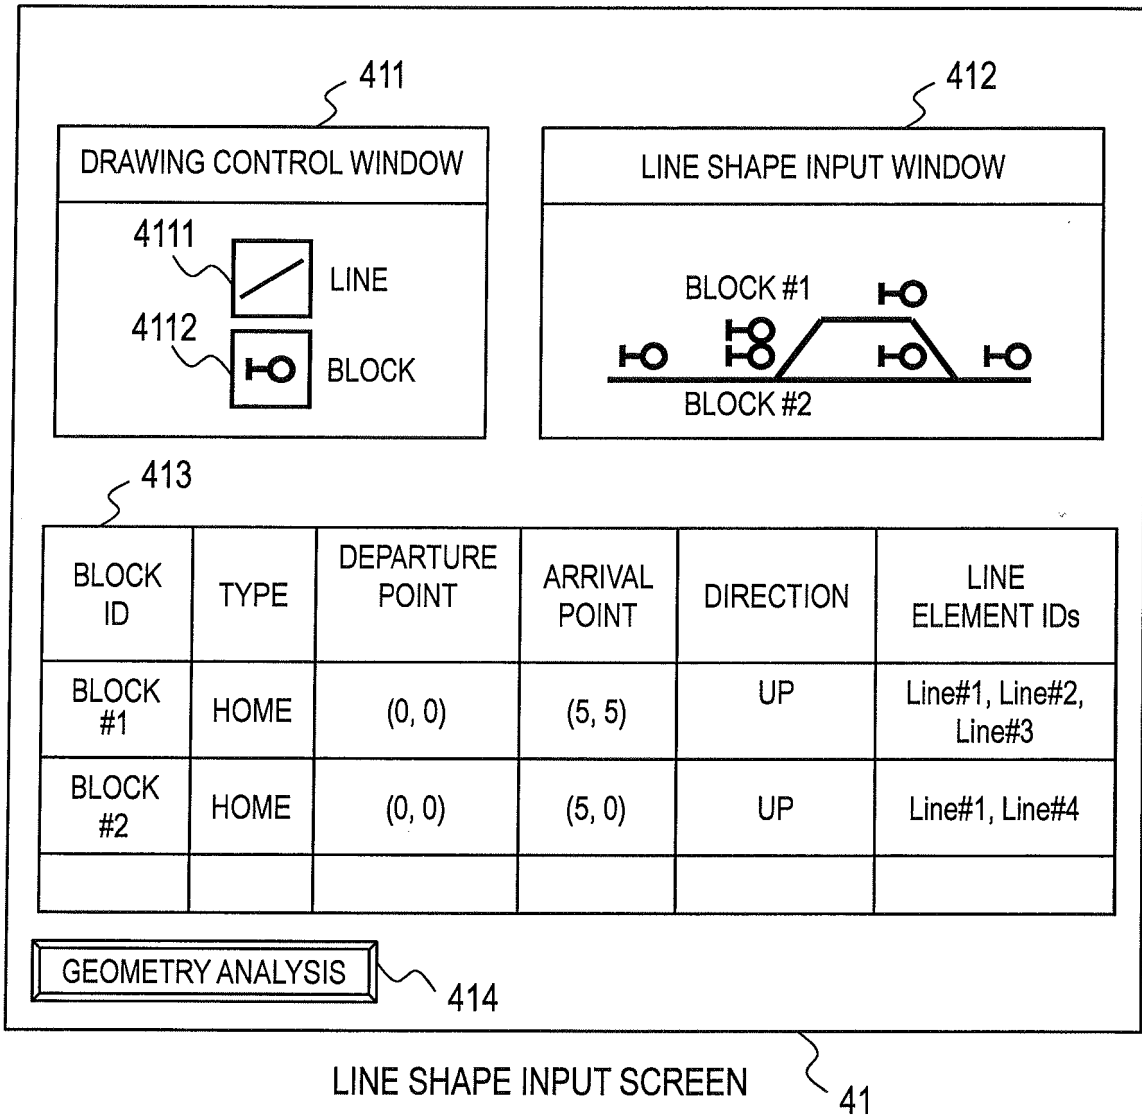 411
412
DRAWING CONTROL WINDOW
LINE SHAPE INPUT WINDOW
4111
LINE
4112
BLOCK
BLOCK #1
BLOCK #2
413
BLOCK
ID
TYPE
DEPARTURE
POINT
ARRIVAL
POINT
DIRECTION
LINE
ELEMENT IDs
BLOCK
#1
HOME
(0, 0)
(5, 5)
UP
Line#1, Line#2,
Line#3
BLOCK
#2
HOME
(0, 0)
(5, 0)
UP
Line#1, Line#4
GEOMETRY ANALYSIS
414
LINE SHAPE INPUT SCREEN
41